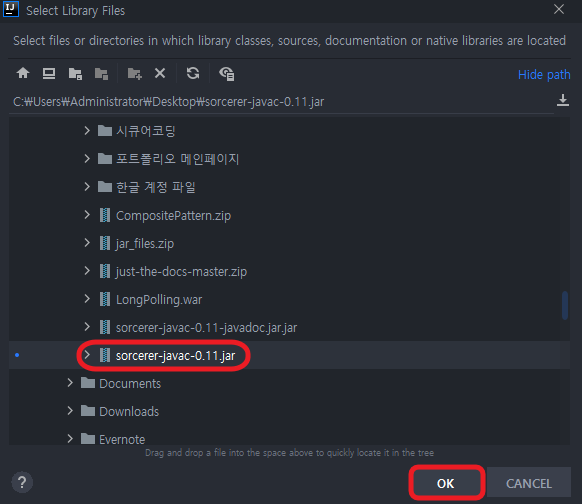 IJ Select Library Files
Select files or directories in which library classes, sources, documentation or native libraries are located
Hide path
C:₩Users₩Administrator₩Desktop₩sorcerer-javac-0.11.jar
시큐어코딩
포트폴리오 메인페이지
한글 계정 파일
CompositePattern.zip
jar_files.zip
just-the-docs-master.zip
LongPolling.war
sorcerer-javac-0.11-javadoc.jar.jar
sorcerer-javac-0.11.jar
Documents
Downloads
Evernote
Drag and drop a file into the space above to quickly locate it in the tree
? OK CANCEL